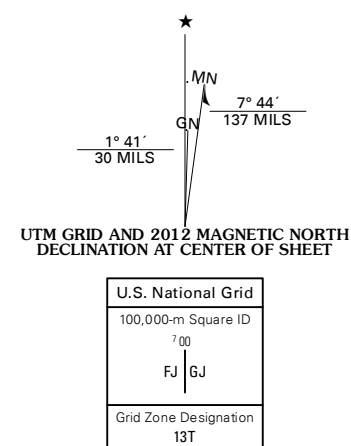 ★
MN
7° 44´
137 MILS
GN
1° 41´
30 MILS
UTM GRID AND 2012 MAGNETIC NORTH
DECLINATION AT CENTER OF SHEET
U.S. National Grid
100,000-m Square ID
7 00
FJ GJ
Grid Zone Designation
13T